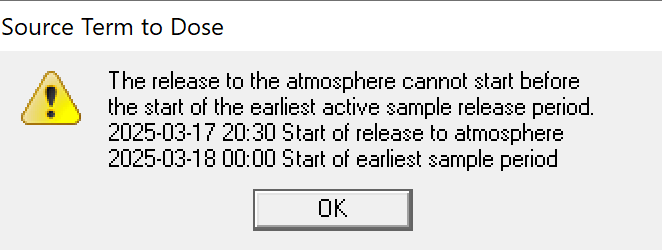 Source Term to Dose
The release to the atmosphere cannot start before
the start of the earliest active sample release period.
2025-03-17 20:30 Start of release to atmosphere
2025-03-18 00:00 Start of earliest sample period
OK